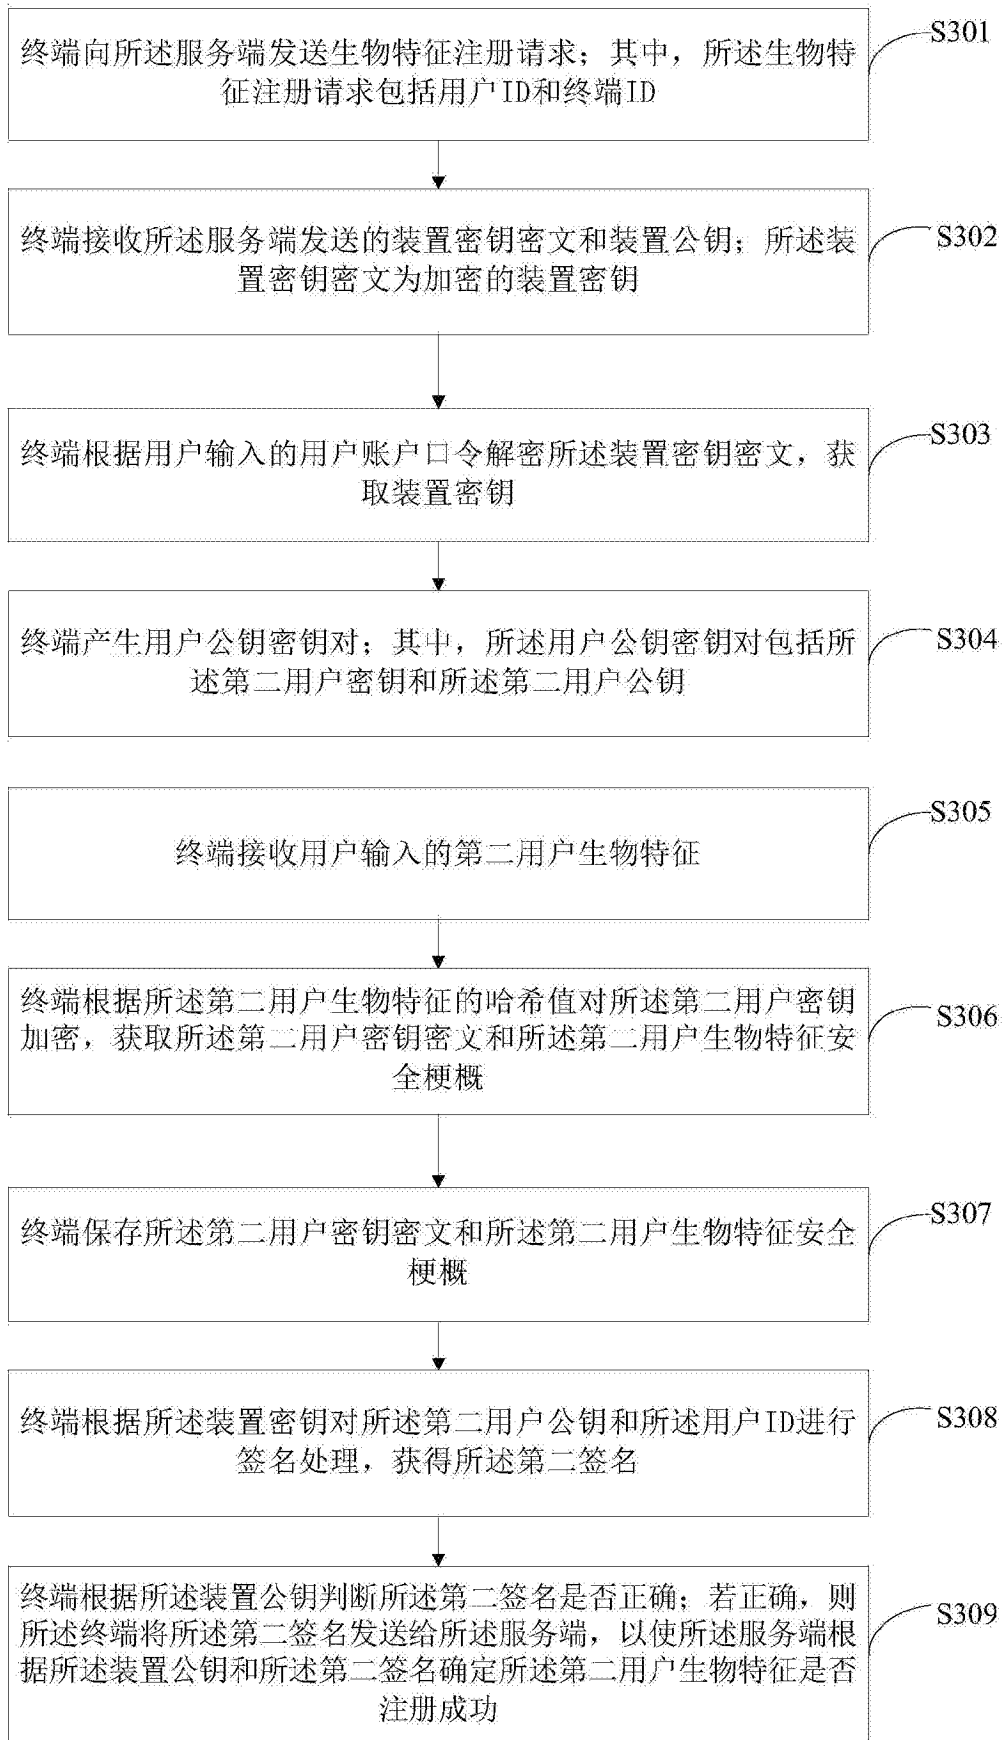 终端向所述服务端发送生物特征注册请求；其中，所述生物特
征注册请求包括用户ID和终端ID
S301
终端接收所述服务端发送的装置密钥密文和装置公钥；所述装
置密钥密文为加密的装置密钥
S302
终端根据用户输入的用户账户口令解密所述装置密钥密文，获
取装置密钥
S303
终端产生用户公钥密钥对；其中，所述用户公钥密钥对包括所
述第二用户密钥和所述第二用户公钥
S304
终端接收用户输入的第二用户生物特征
S305
终端根据所述第二用户生物特征的哈希值对所述第二用户密钥
加密，获取所述第二用户密钥密文和所述第二用户生物特征安
全梗概
S306
终端保存所述第二用户密钥密文和所述第二用户生物特征安全
梗概
S307
终端根据所述装置密钥对所述第二用户公钥和所述用户ID进行
签名处理，获得所述第二签名
S308
终端根据所述装置公钥判断所述第二签名是否正确；若正确，则
所述终端将所述第二签名发送给所述服务端，以使所述服务端根
据所述装置公钥和所述第二签名确定所述第二用户生物特征是否
注册成功
S309